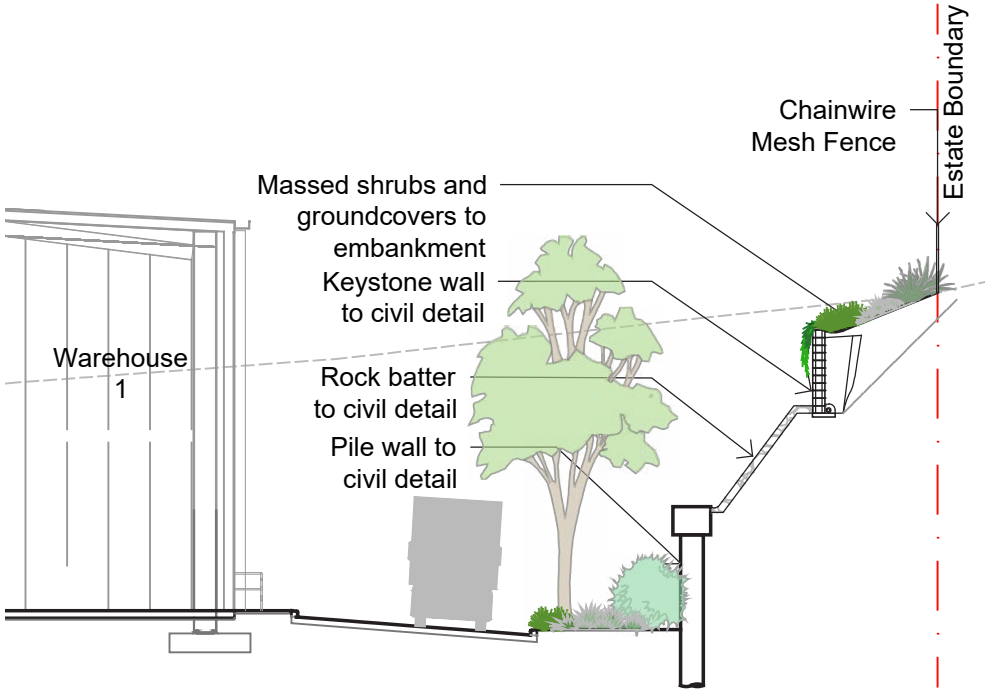 Estate Boundary
Chainwire
Mesh Fence
Massed shrubs and
groundcovers to
embankment
Keystone wall
to civil detail
Warehouse
1
Rock batter
to civil detail
Pile wall to
civil detail